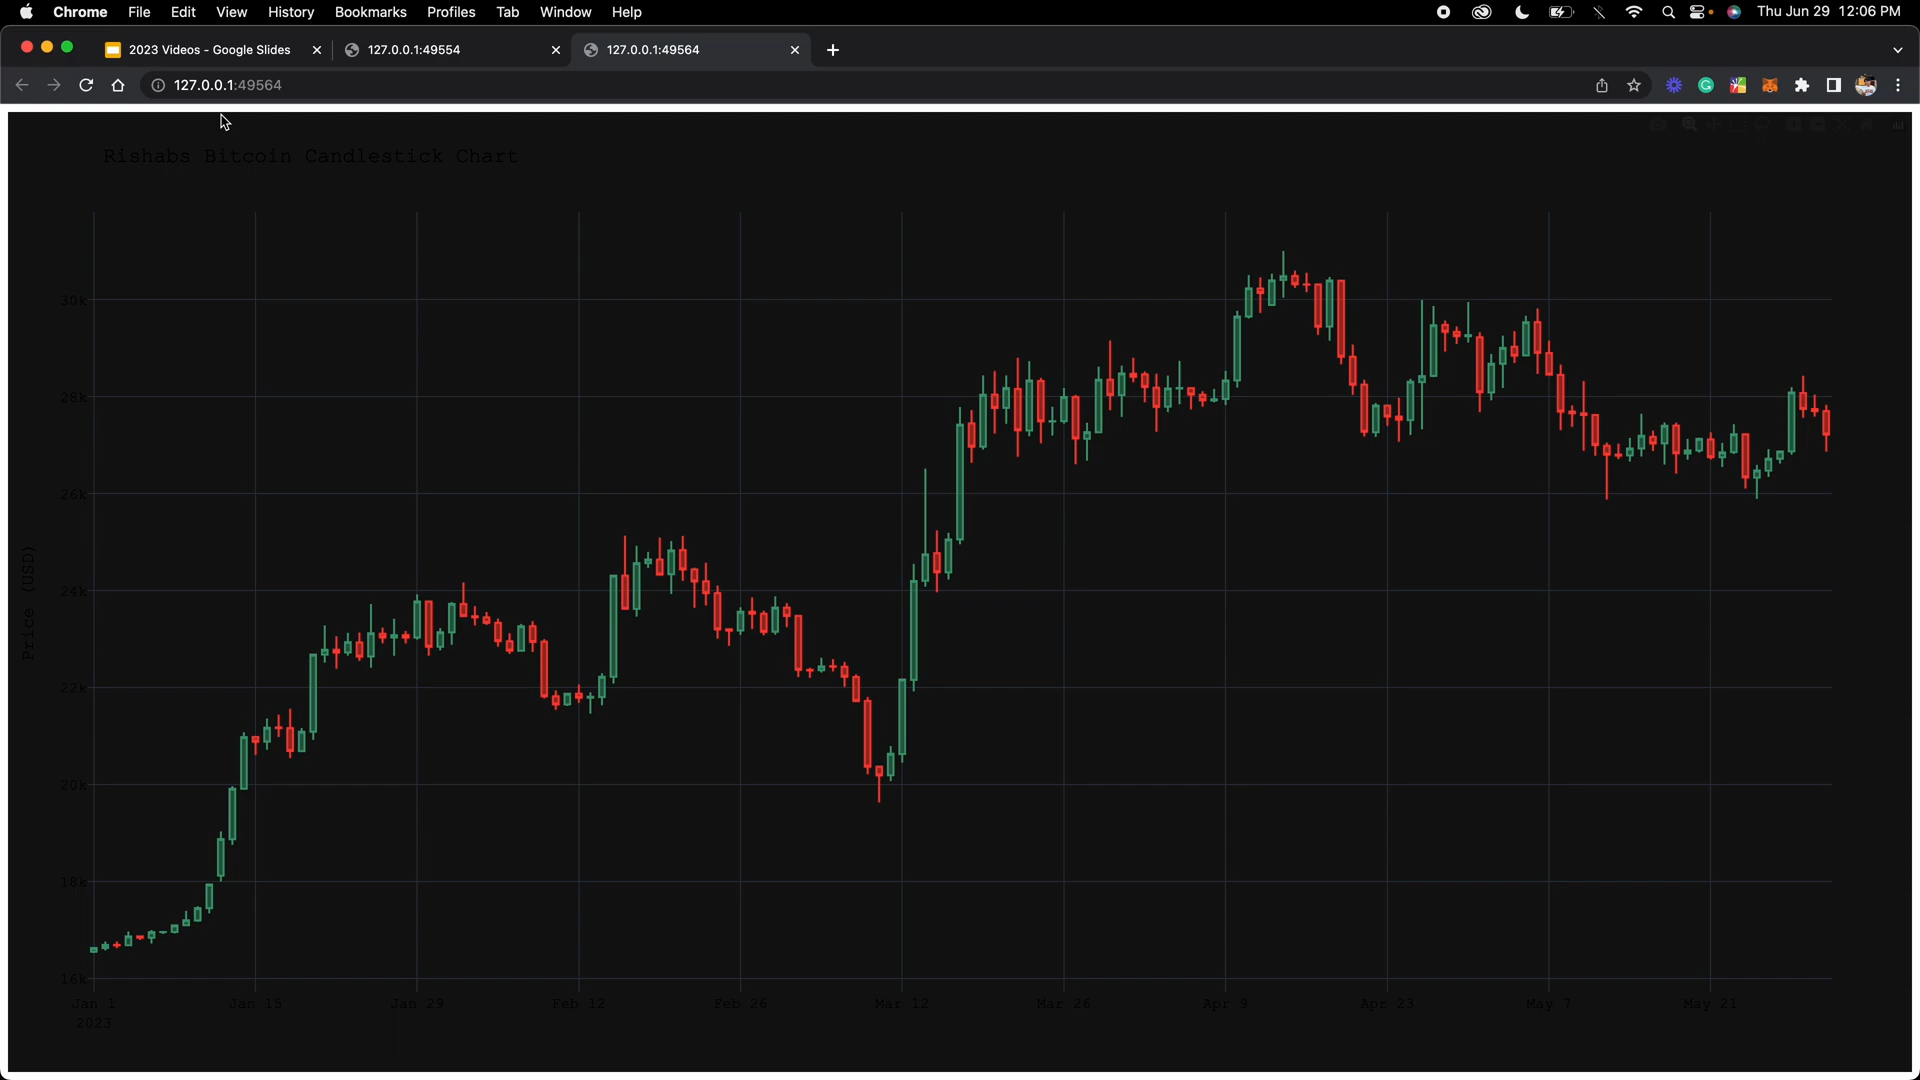 Chrome File Edit View History Bookmarks Profiles Tab Window Help Thu Jun 29 12:06 PM
2023 Videos - Google Slides 127.0.0.1:49554 127.0.0.1:49564
127.0.0.1:49564
Rishabs Bitcoin Candlestick Chart
30k
28k
26k
24k
22k
20k
18k
16k
Price (USD)
Jan 1 Jan 15 Jan 29 Feb 12 Feb 26 Mar 12 Mar 26 Apr 9 Apr 23 May 7 May 21
2023